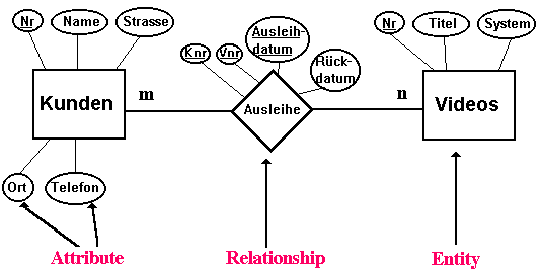 Nr
Name
Strasse
Ausleih-
datum
Nr
Titel
System
Knr
Vnr
Rück-
datum
Kunden
m
Ausleihe
n
Videos
Ort
Telefon
Attribute
Relationship
Entity